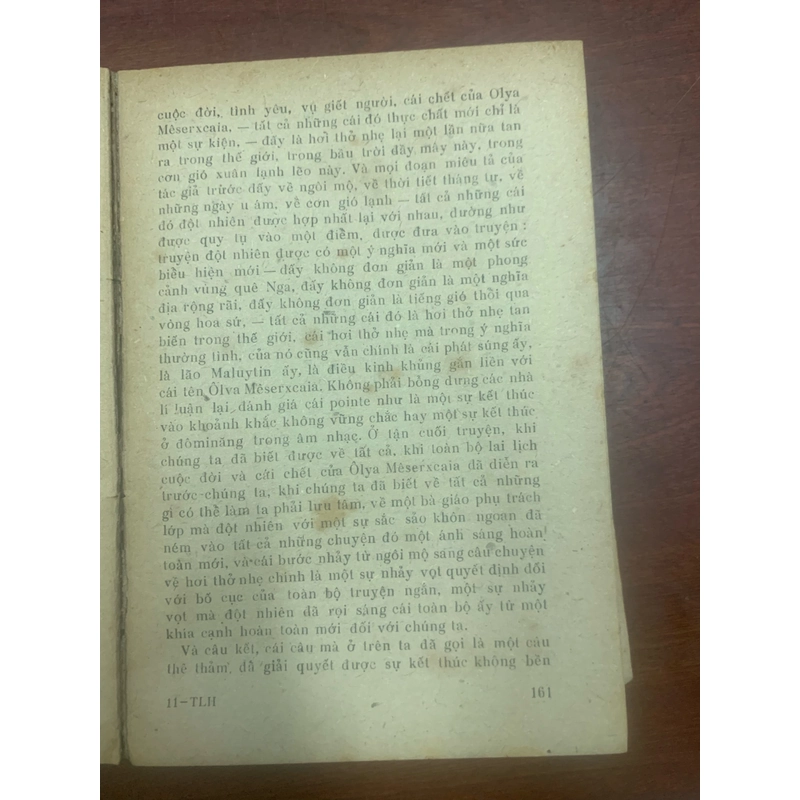 cuộc đời, tình yêu, vụ giết người, cái chết của Olya
Mêserxcaia, — tất cả những cái đó thực chất mới chỉ là
một sự kiện, — đấy là hơi thở nhẹ lại một lần nữa tan
ra trong thế giới, trong bầu trời đầy mây này, trong
cơn gió xuân lạnh lẽo này. Và mọi đoạn miêu tả của
tác giả trước đấy về ngôi mộ, về thời tiết tháng tư, về
những ngày u ám, về cơn gió lạnh — tất cả những cái
đó đột nhiên được hợp nhất lại với nhau, dường như
được quy tụ vào một điểm, được đưa vào truyện :
truyện đột nhiên được có một ý nghĩa mới và một sức
biểu hiện mới — đấy không đơn giản là một phong
cảnh vùng quê Nga, đấy không đơn giản là một nghĩa
địa rộng rãi, đấy không đơn giản là tiếng gió thổi qua
vòng hoa sứ, — tất cả những cái đó là hơi thở nhẹ tan
biến trong thế giới, cái hơi thở nhẹ mà trong ý nghĩa
thường tình, của nó cũng vẫn chính là cái phát súng ấy,
là lão Maluytin ấy, là điều kinh khủng gắn liền với
cái tên Ôlva Mêserxcaia. Không phải bỗng dưng các nhà
lí luận lại đánh giá cái pointe như là một sự kết thúc
vào khoảnh khắc không vững chắc hay một sự kết thúc
ở đôminăng trong âm nhạc. Ở tận cuối truyện, khi
chúng ta đã biết được về tất cả, khi toàn bộ lai lịch
cuộc đời và cái chết của Ôlya Mêserxcaia đã diễn ra
trước chúng ta, khi chúng ta đã biết về tất cả những
gì có thể làm ta phải lưu tâm, về một bà giáo phụ trách
lớp mà đột nhiên với một sự sắc sảo khôn ngoan đã
ném vào tất cả những chuyện đó một ánh sáng hoàn
toàn mới, và cái bước nhảy từ ngôi mộ sang câu chuyện
về hơi thở nhẹ chính là một sự nhảy vọt quyết định đối
với bố cục của toàn bộ truyện ngắn, một sự nhảy
vọt mà đột nhiên đã rọi sáng cái toàn bộ ấy từ một
khía cạnh hoàn toàn mới đối với chúng ta.
Và câu kết, cái câu mà ở trên ta đã gọi là một câu
thê thảm, đã giải quyết được sự kết thúc không bền
11 — TLH
161